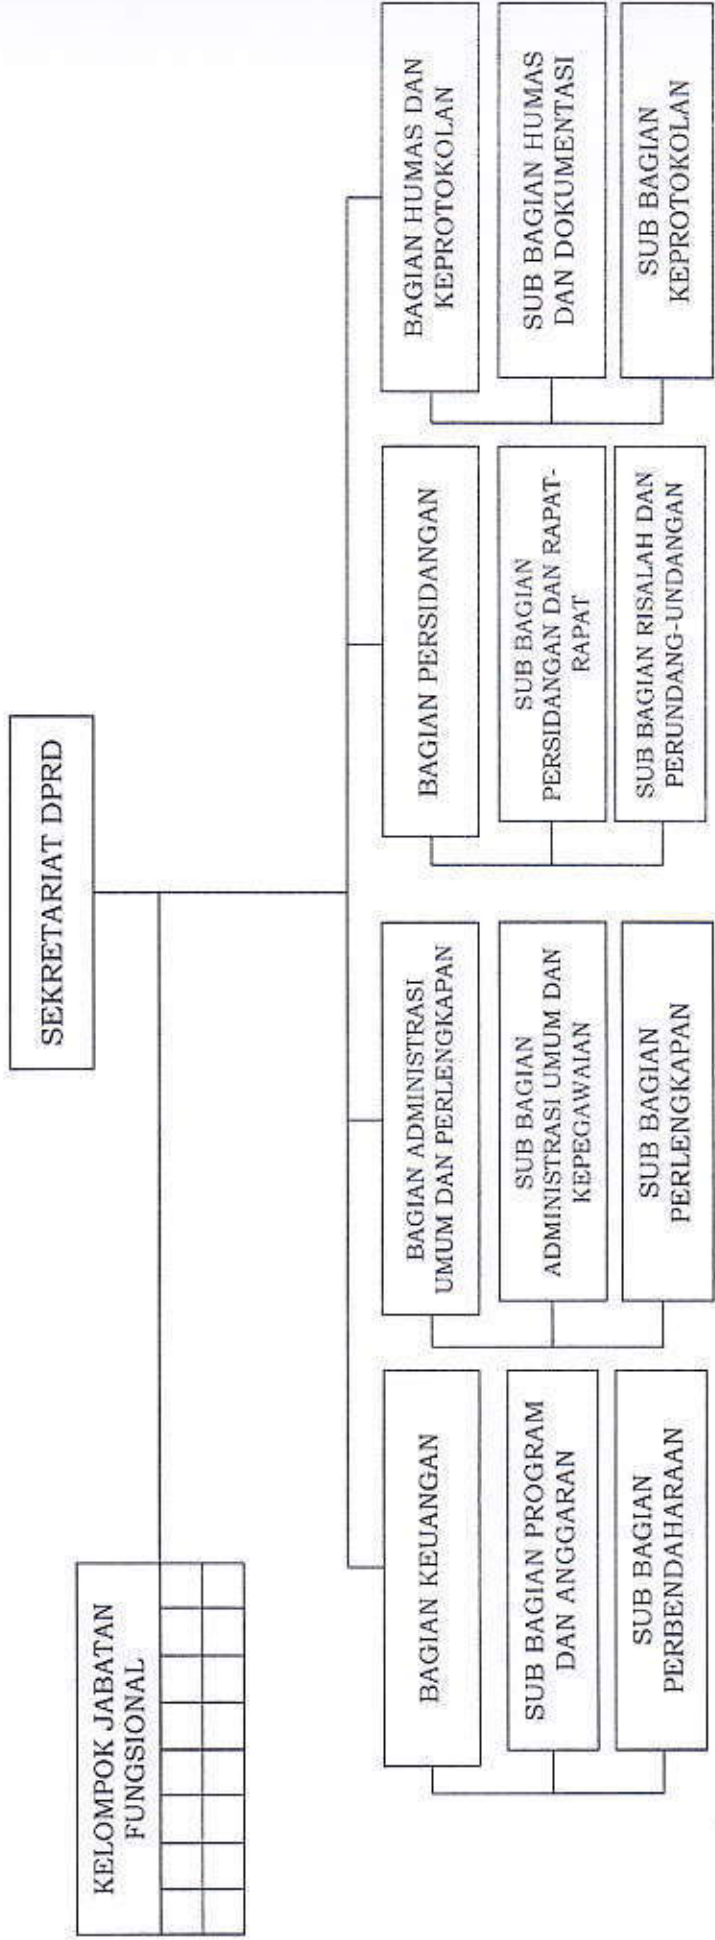 SEKRETARIAT DPRD
KELOMPOK JABATAN
FUNGSIONAL
BAGIAN KEUANGAN
SUB BAGIAN PROGRAM
DAN ANGGARAN
SUB BAGIAN
PERBENDAHARAAN
BAGIAN ADMINISTRASI
UMUM DAN PERLENGKAPAN
SUB BAGIAN
ADMINISTRASI UMUM DAN
KEPEGAWAIAN
SUB BAGIAN
PERLENGKAPAN
BAGIAN PERSIDANGAN
SUB BAGIAN
PERSIDANGAN DAN RAPAT-
RAPAT
SUB BAGIAN RISALAH DAN
PERUNDANG-UNDANGAN
BAGIAN HUMAS DAN
KEPROTOKOLAN
SUB BAGIAN HUMAS
DAN DOKUMENTASI
SUB BAGIAN
KEPROTOKOLAN